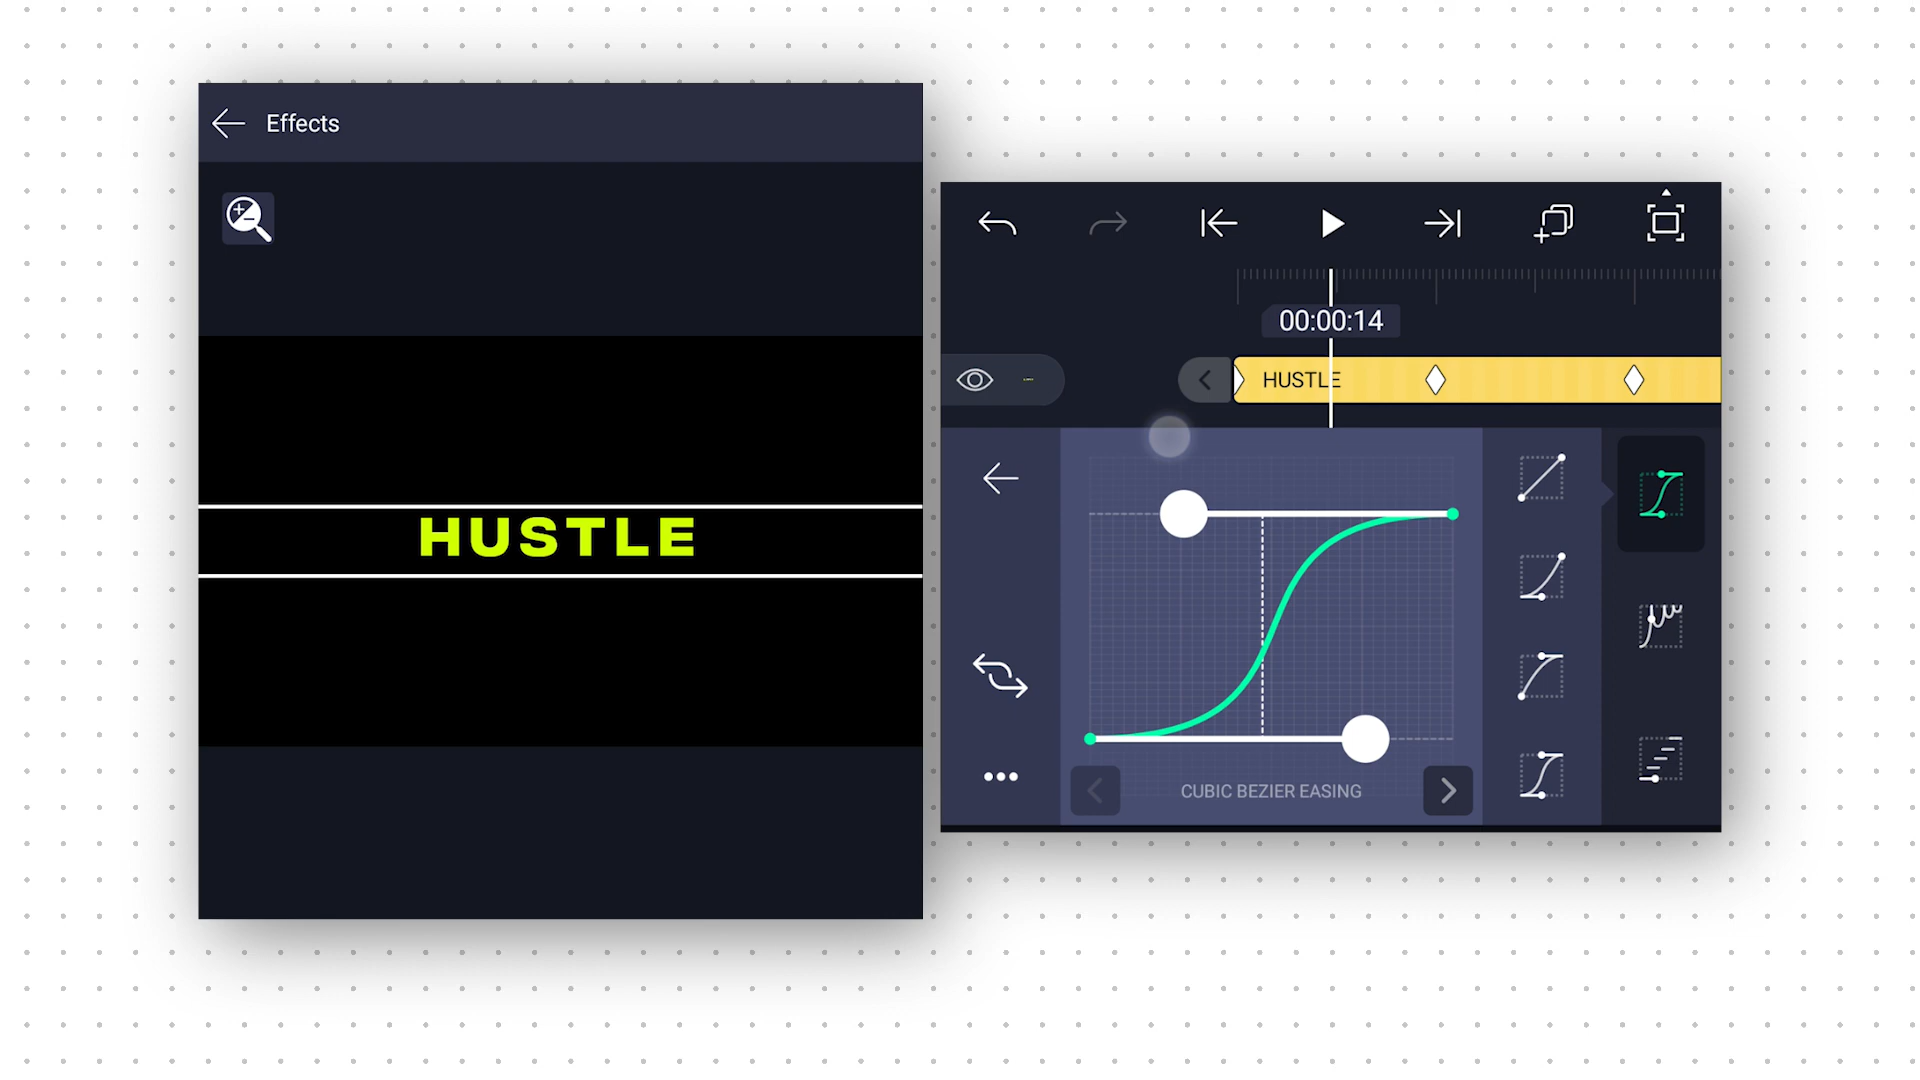 Effects
HUSTLE
00:00:14
HUSTLE
CUBIC BEZIER EASING